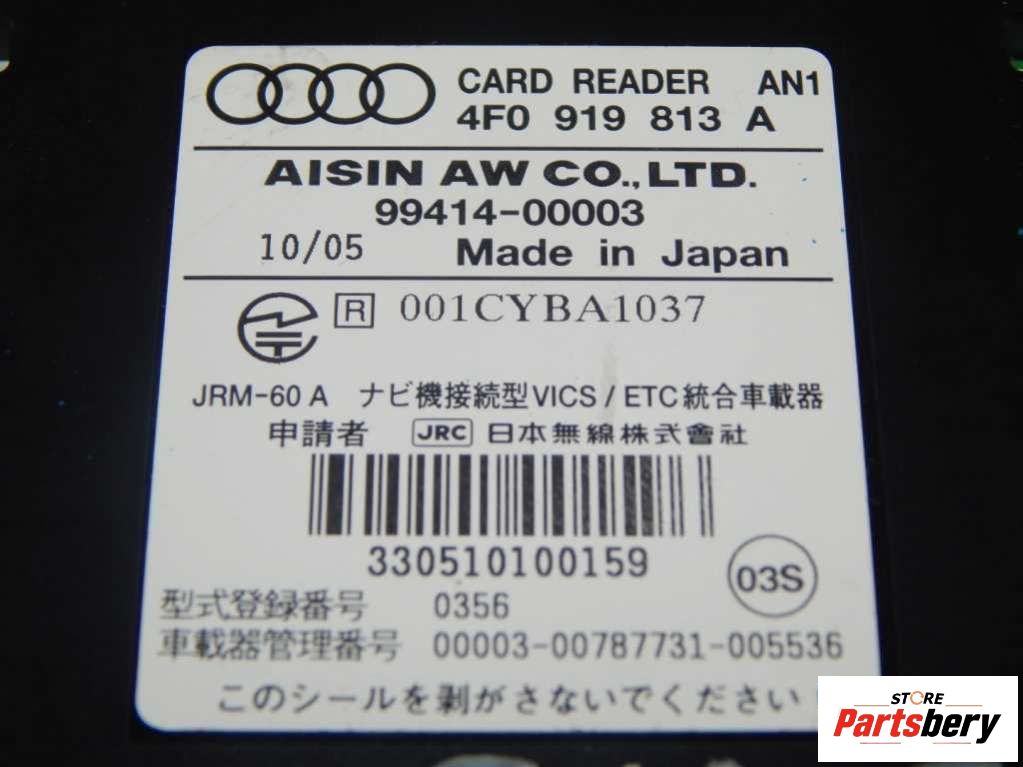 CARD READER AN1
4F0 919 813 A
AISIN AW CO.,LTD.
99414-00003
10/05 Made in Japan
R 001CYBA1037
JRM-60 A ナビ機接続型VICS / ETC統合車載器
申請者 JRC 日本無線株式會社
330510100159
03S
型式登録番号 0356
車載器管理番号 00003-00787731-005536
このシールを剥がさないでください
STORE
Partsbery